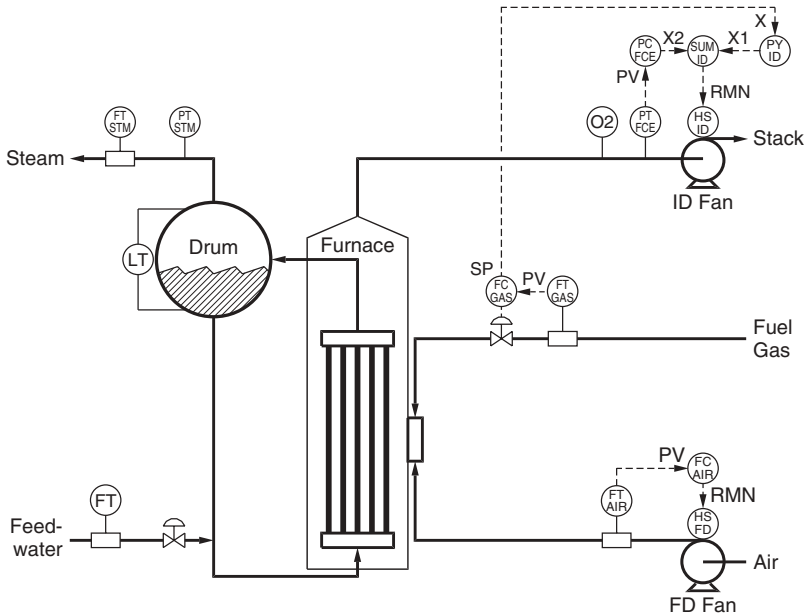 X
X2
X1
PC
FCE
SUM
ID
PY
ID
PV
RMN
FT
STM
PT
STM
O2
PT
FCE
HS
ID
Steam
Stack
ID Fan
Drum
Furnace
LT
SP
FC
GAS
PV
FT
GAS
Fuel
Gas
PV
FC
AIR
FT
AIR
RMN
FT
HS
FD
Feed-
water
Air
FD Fan